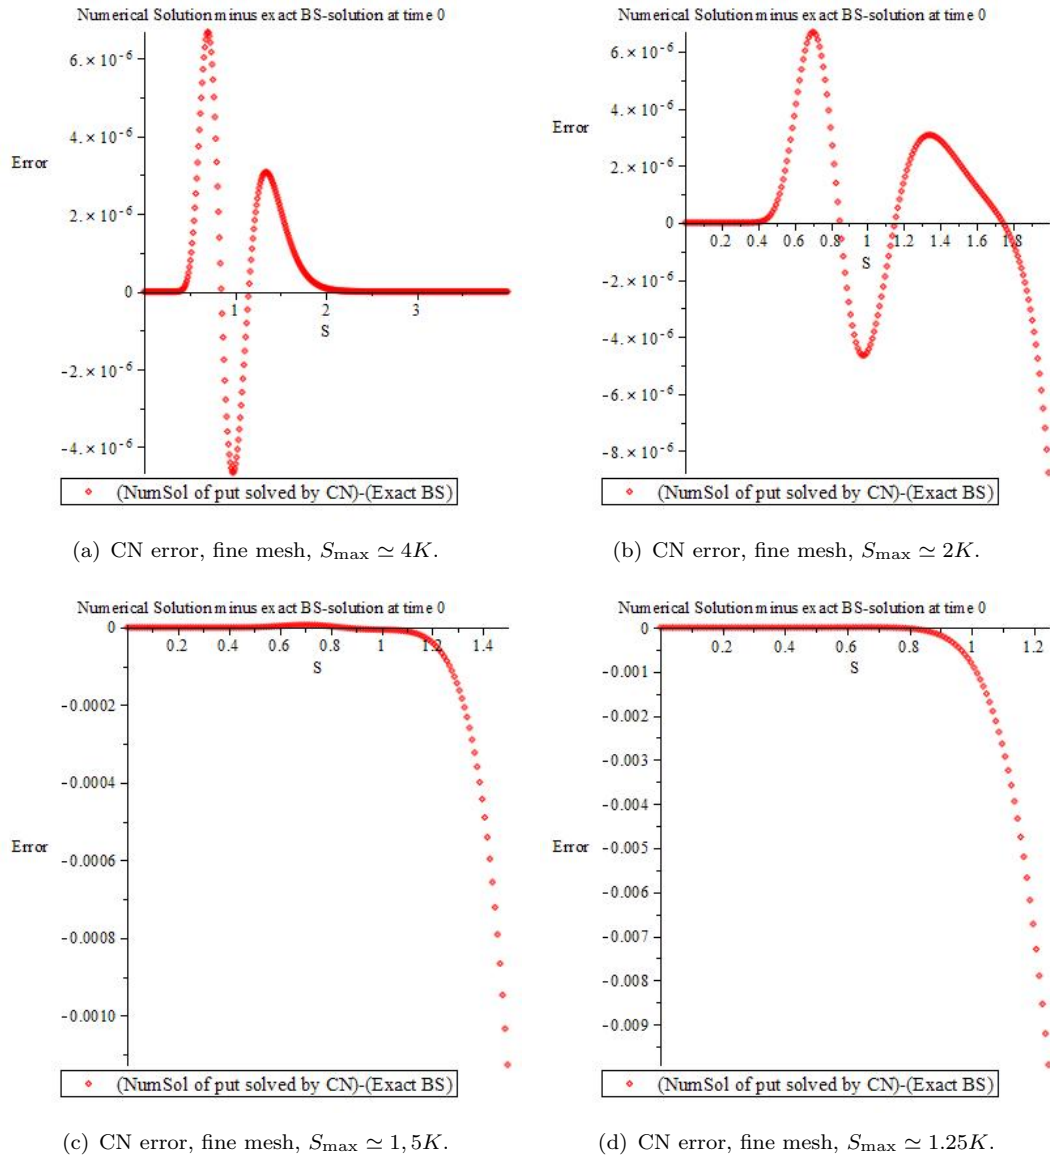 Numerical Solution minus exact BS-solution at time 0
6. × 10⁻⁶
4. × 10⁻⁶
Error
2. × 10⁻⁶
0
1
2
3
S
-2. × 10⁻⁶
-4. × 10⁻⁶
(NumSol of put solved by CN)-(Exact BS)
(a) CN error, fine mesh, Smax ≃ 4K.
Numerical Solution minus exact BS-solution at time 0
6. × 10⁻⁶
4. × 10⁻⁶
Error
2. × 10⁻⁶
0
0.2 0.4 0.6 0.8 1 1.2 1.4 1.6 1.8
S
-2. × 10⁻⁶
-4. × 10⁻⁶
-6. × 10⁻⁶
-8. × 10⁻⁶
(NumSol of put solved by CN)-(Exact BS)
(b) CN error, fine mesh, Smax ≃ 2K.
Numerical Solution minus exact BS-solution at time 0
0
0.2 0.4 0.6 0.8 1 1.2 1.4
S
-0.0002
-0.0004
Error
-0.0006
-0.0008
-0.0010
(NumSol of put solved by CN)-(Exact BS)
(c) CN error, fine mesh, Smax ≃ 1,5K.
Numerical Solution minus exact BS-solution at time 0
0
0.2 0.4 0.6 0.8 1 1.2
S
-0.001
-0.002
-0.003
-0.004
Error
-0.005
-0.006
-0.007
-0.008
-0.009
(NumSol of put solved by CN)-(Exact BS)
(d) CN error, fine mesh, Smax ≃ 1.25K.